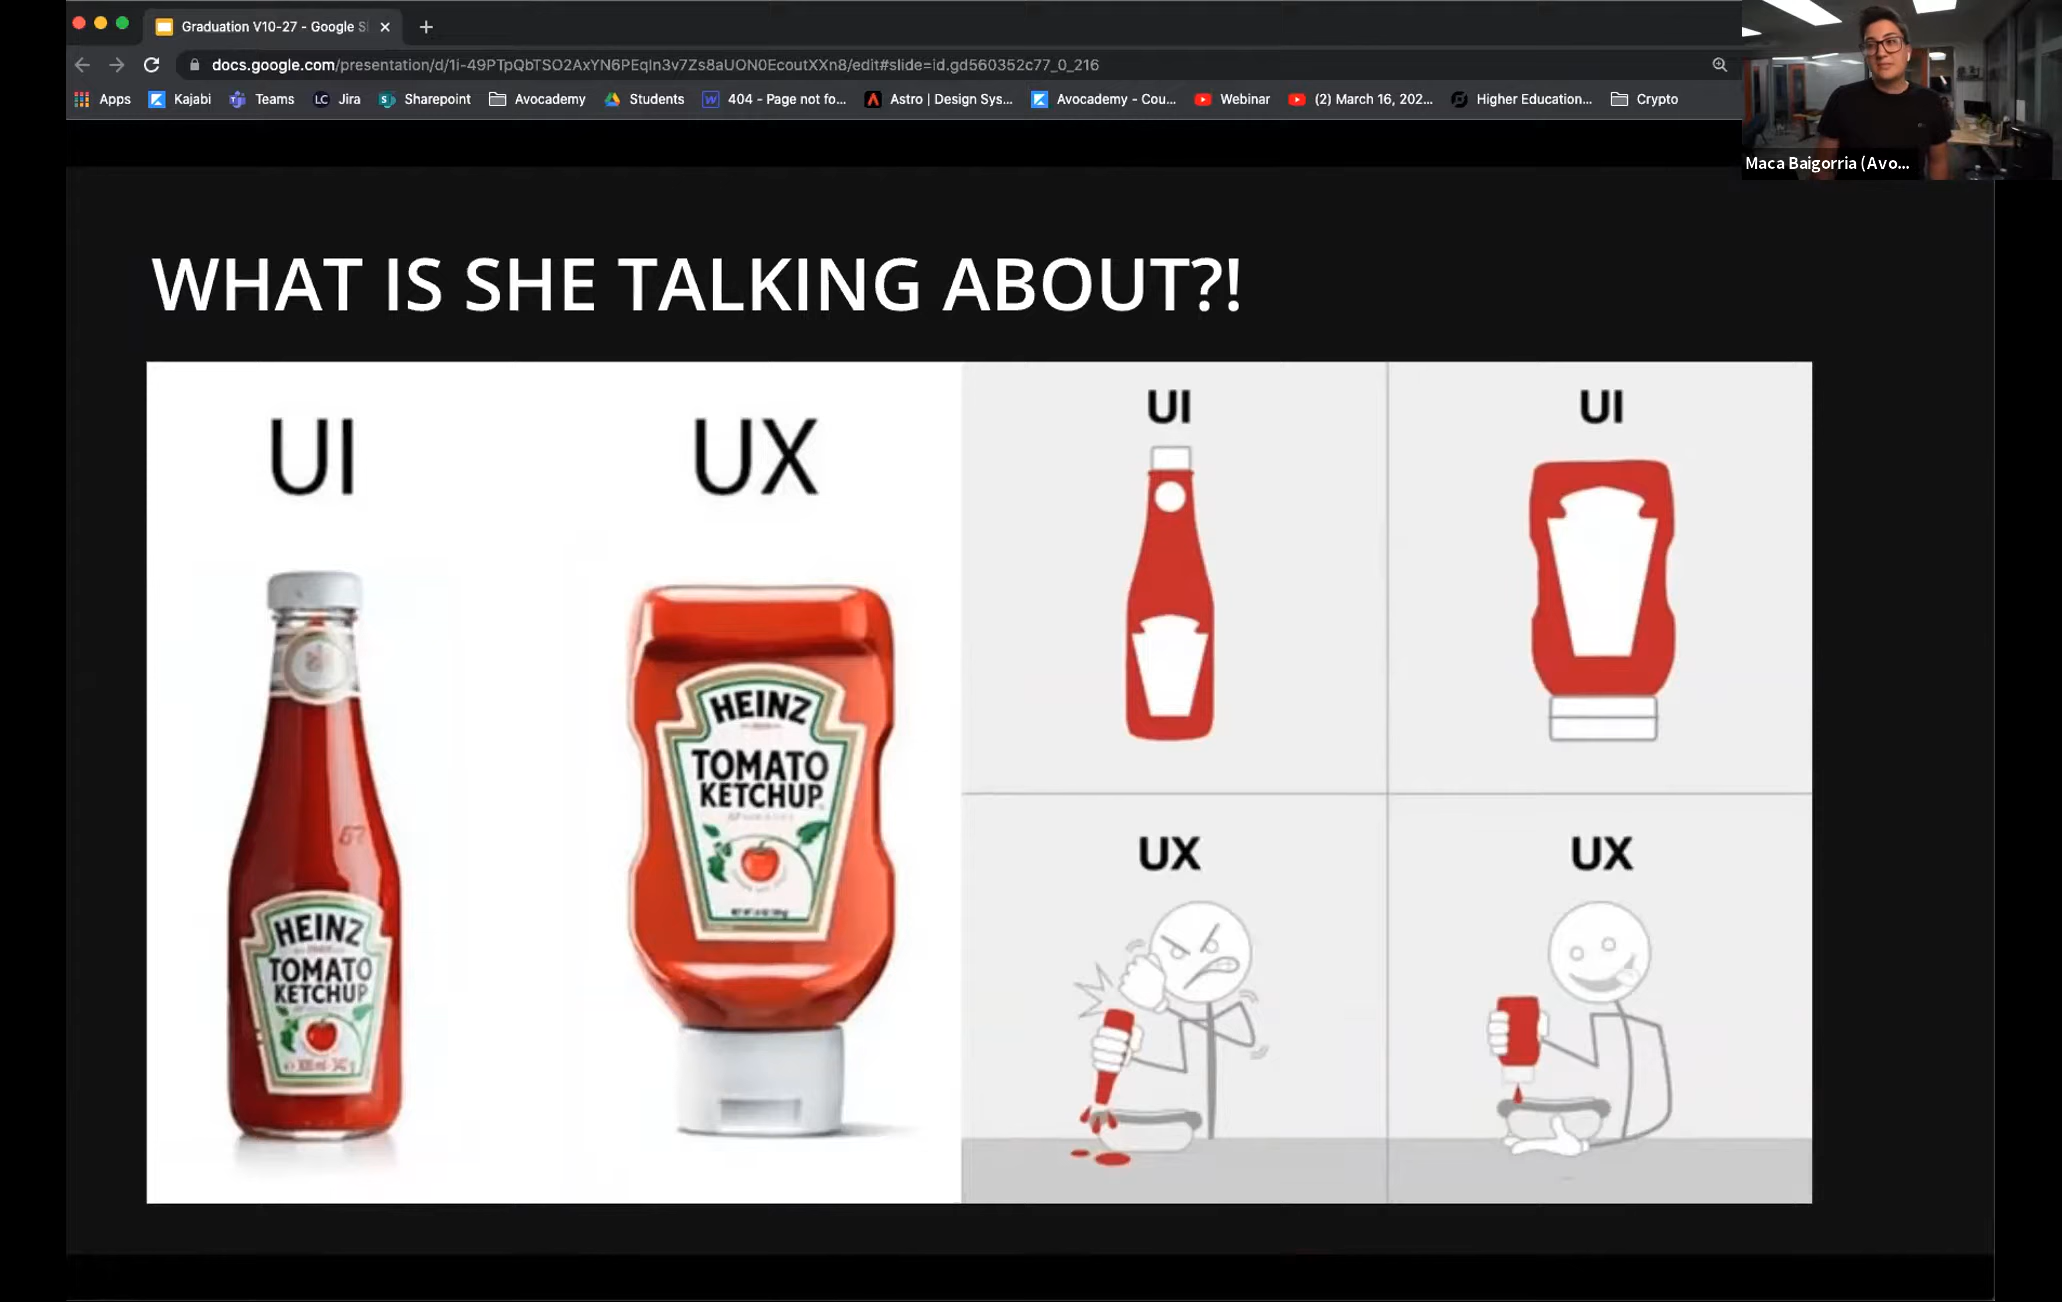 Graduation V10-27 - Google Sl
docs.google.com/presentation/d/1i-49PTpQbTSO2AxYN6PEqIn3v7Zs8aUON0EcoutXXn8/edit#slide=id.gd560352c77_0_216
Apps Kajabi Teams LC Jira Sharepoint Avocademy Students W 404 - Page not fo... Astro | Design Sys... Avocademy - Cou... Webinar (2) March 16, 202... Higher Education... Crypto
Maca Baigorria (Avo...
WHAT IS SHE TALKING ABOUT?!
UI
UX
HEINZ
TOMATO
KETCHUP
57
HEINZ
TOMATO
KETCHUP
UI
UI
UX
UX